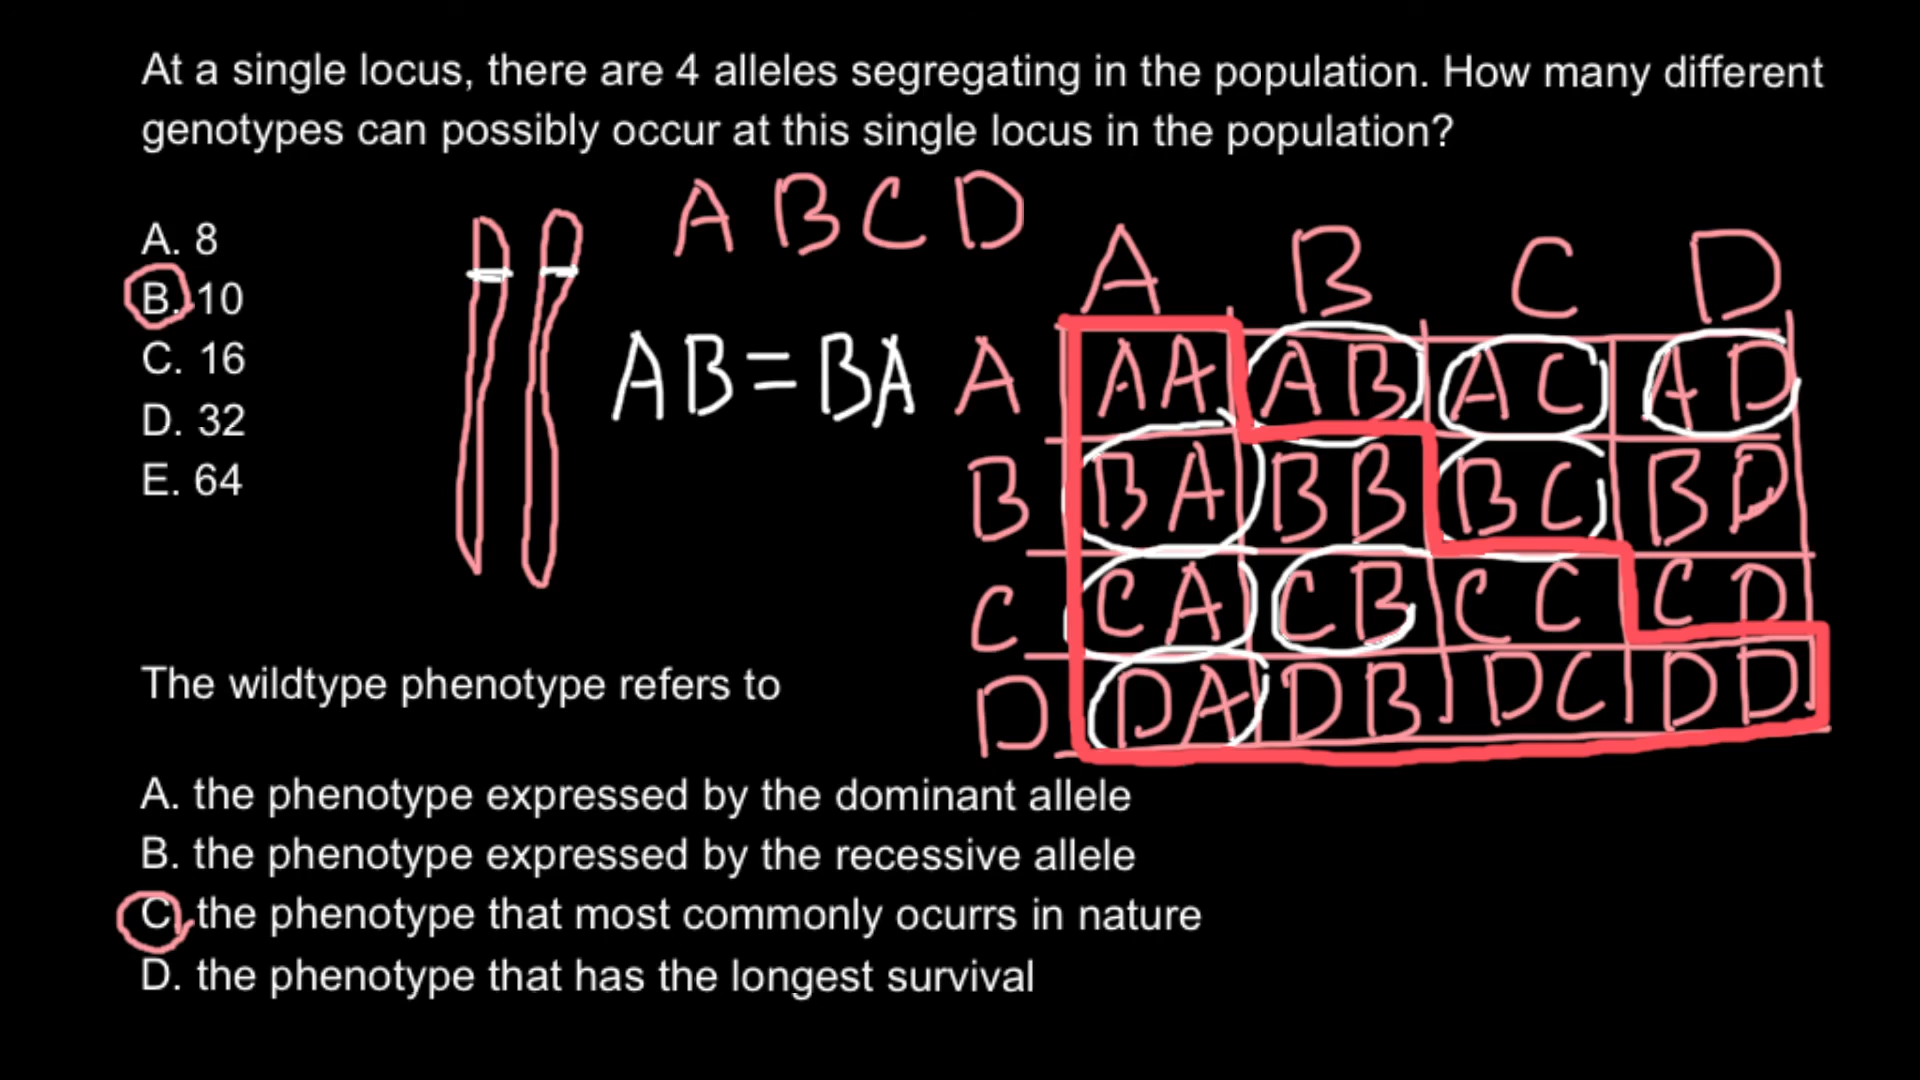 At a single locus, there are 4 alleles segregating in the population. How many different
genotypes can possibly occur at this single locus in the population?
A B C D
A. 8
B. 10
C. 16
D. 32
E. 64
AB = BA
A B C D
A AA AB AC AD
B BA BB BC BD
C CA CB CC CD
D DA DB DC DD
The wildtype phenotype refers to
A. the phenotype expressed by the dominant allele
B. the phenotype expressed by the recessive allele
C. the phenotype that most commonly ocurrs in nature
D. the phenotype that has the longest survival